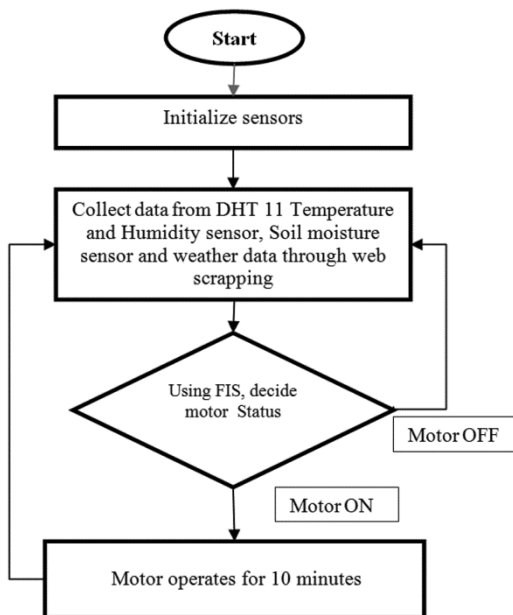 Start
Initialize sensors
Collect data from DHT 11 Temperature
and Humidity sensor, Soil moisture
sensor and weather data through web
scrapping
Using FIS, decide
motor Status
Motor OFF
Motor ON
Motor operates for 10 minutes